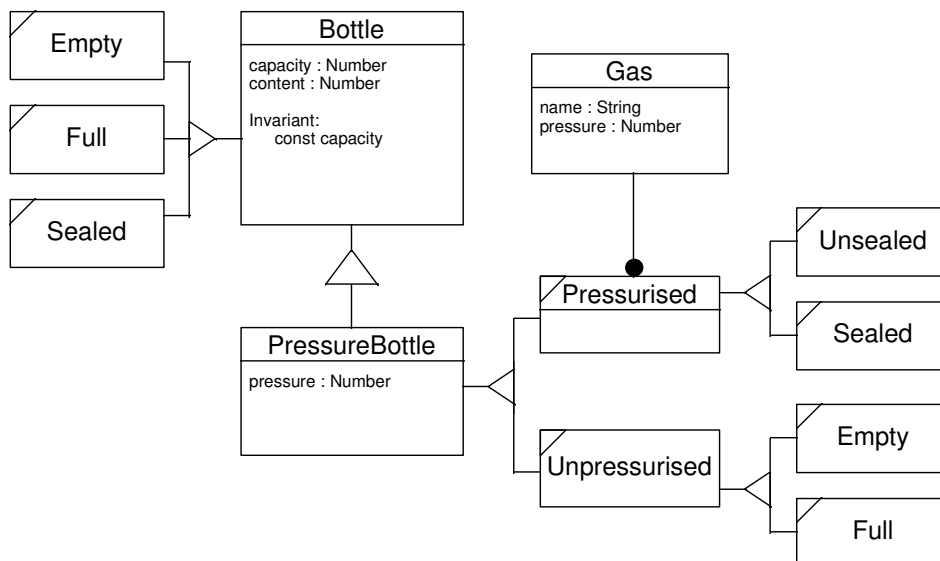 Empty
Full
Sealed
Bottle
capacity : Number
content : Number
Invariant:
const capacity
Gas
name : String
pressure : Number
PressureBottle
pressure : Number
Pressurised
Unpressurised
Unsealed
Sealed
Empty
Full